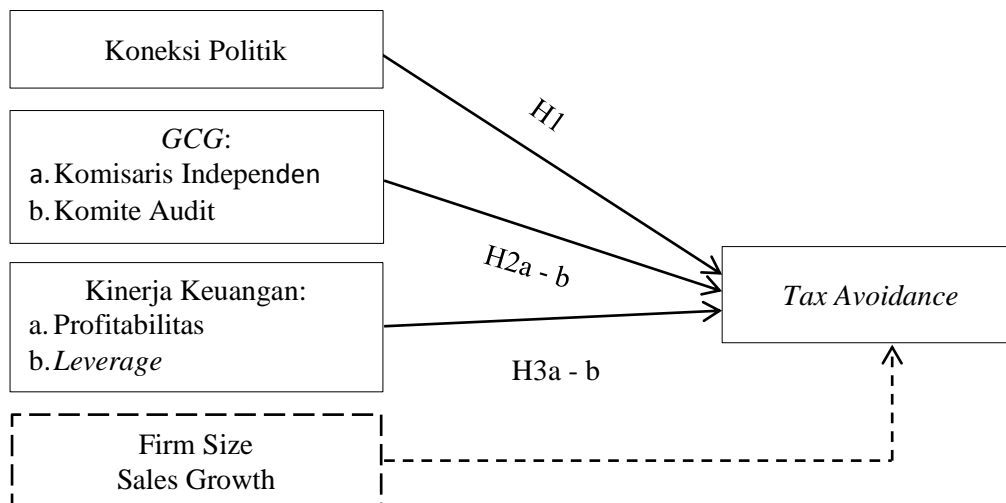 Koneksi Politik
H1
GCG:
a. Komisaris Independen
b. Komite Audit
H2a - b
Tax Avoidance
Kinerja Keuangan:
a. Profitabilitas
b. Leverage
H3a - b
Firm Size
Sales Growth